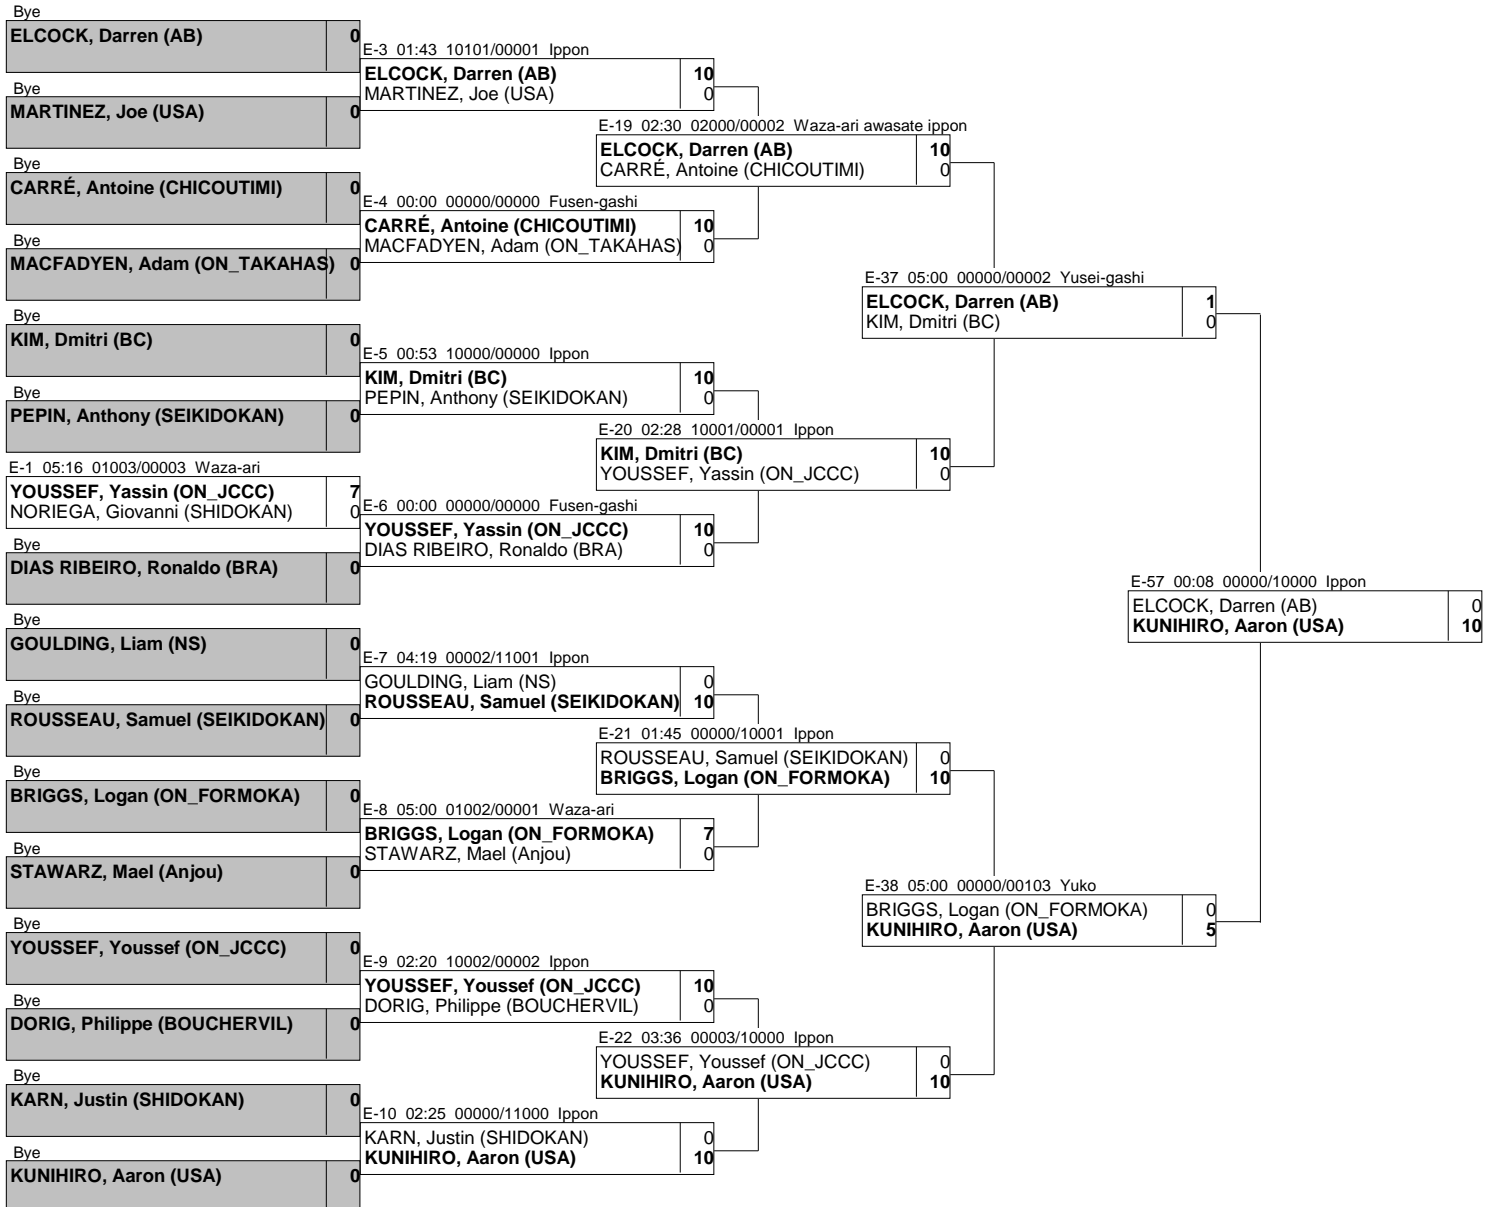 Bye
ELCOCK, Darren (AB) 0
Bye
MARTINEZ, Joe (USA) 0
Bye
CARRÉ, Antoine (CHICOUTIMI) 0
Bye
MACFADYEN, Adam (ON_TAKAHAS) 0
Bye
KIM, Dmitri (BC) 0
Bye
PEPIN, Anthony (SEIKIDOKAN) 0
E-1 05:16 01003/00003 Waza-ari
YOUSSEF, Yassin (ON_JCCC) 7
NORIEGA, Giovanni (SHIDOKAN) 0
Bye
DIAS RIBEIRO, Ronaldo (BRA) 0
Bye
GOULDING, Liam (NS) 0
Bye
ROUSSEAU, Samuel (SEIKIDOKAN) 0
Bye
BRIGGS, Logan (ON_FORMOKA) 0
Bye
STAWARZ, Mael (Anjou) 0
Bye
YOUSSEF, Youssef (ON_JCCC) 0
Bye
DORIG, Philippe (BOUCHERVIL) 0
Bye
KARN, Justin (SHIDOKAN) 0
Bye
KUNIHIRO, Aaron (USA) 0
E-3 01:43 10101/00001 Ippon
ELCOCK, Darren (AB) 10
MARTINEZ, Joe (USA) 0
E-4 00:00 00000/00000 Fusen-gashi
CARRÉ, Antoine (CHICOUTIMI) 10
MACFADYEN, Adam (ON_TAKAHAS) 0
E-5 00:53 10000/00000 Ippon
KIM, Dmitri (BC) 10
PEPIN, Anthony (SEIKIDOKAN) 0
E-6 00:00 00000/00000 Fusen-gashi
YOUSSEF, Yassin (ON_JCCC) 10
DIAS RIBEIRO, Ronaldo (BRA) 0
E-7 04:19 00002/11001 Ippon
GOULDING, Liam (NS) 0
ROUSSEAU, Samuel (SEIKIDOKAN) 10
E-8 05:00 01002/00001 Waza-ari
BRIGGS, Logan (ON_FORMOKA) 7
STAWARZ, Mael (Anjou) 0
E-9 02:20 10002/00002 Ippon
YOUSSEF, Youssef (ON_JCCC) 10
DORIG, Philippe (BOUCHERVIL) 0
E-10 02:25 00000/11000 Ippon
KARN, Justin (SHIDOKAN) 0
KUNIHIRO, Aaron (USA) 10
E-19 02:30 02000/00002 Waza-ari awasate ippon
ELCOCK, Darren (AB) 10
CARRÉ, Antoine (CHICOUTIMI) 0
E-20 02:28 10001/00001 Ippon
KIM, Dmitri (BC) 10
YOUSSEF, Yassin (ON_JCCC) 0
E-21 01:45 00000/10001 Ippon
ROUSSEAU, Samuel (SEIKIDOKAN) 0
BRIGGS, Logan (ON_FORMOKA) 10
E-22 03:36 00003/10000 Ippon
YOUSSEF, Youssef (ON_JCCC) 0
KUNIHIRO, Aaron (USA) 10
E-37 05:00 00000/00002 Yusei-gashi
ELCOCK, Darren (AB) 1
KIM, Dmitri (BC) 0
E-38 05:00 00000/00103 Yuko
BRIGGS, Logan (ON_FORMOKA) 0
KUNIHIRO, Aaron (USA) 5
E-57 00:08 00000/10000 Ippon
ELCOCK, Darren (AB) 0
KUNIHIRO, Aaron (USA) 10